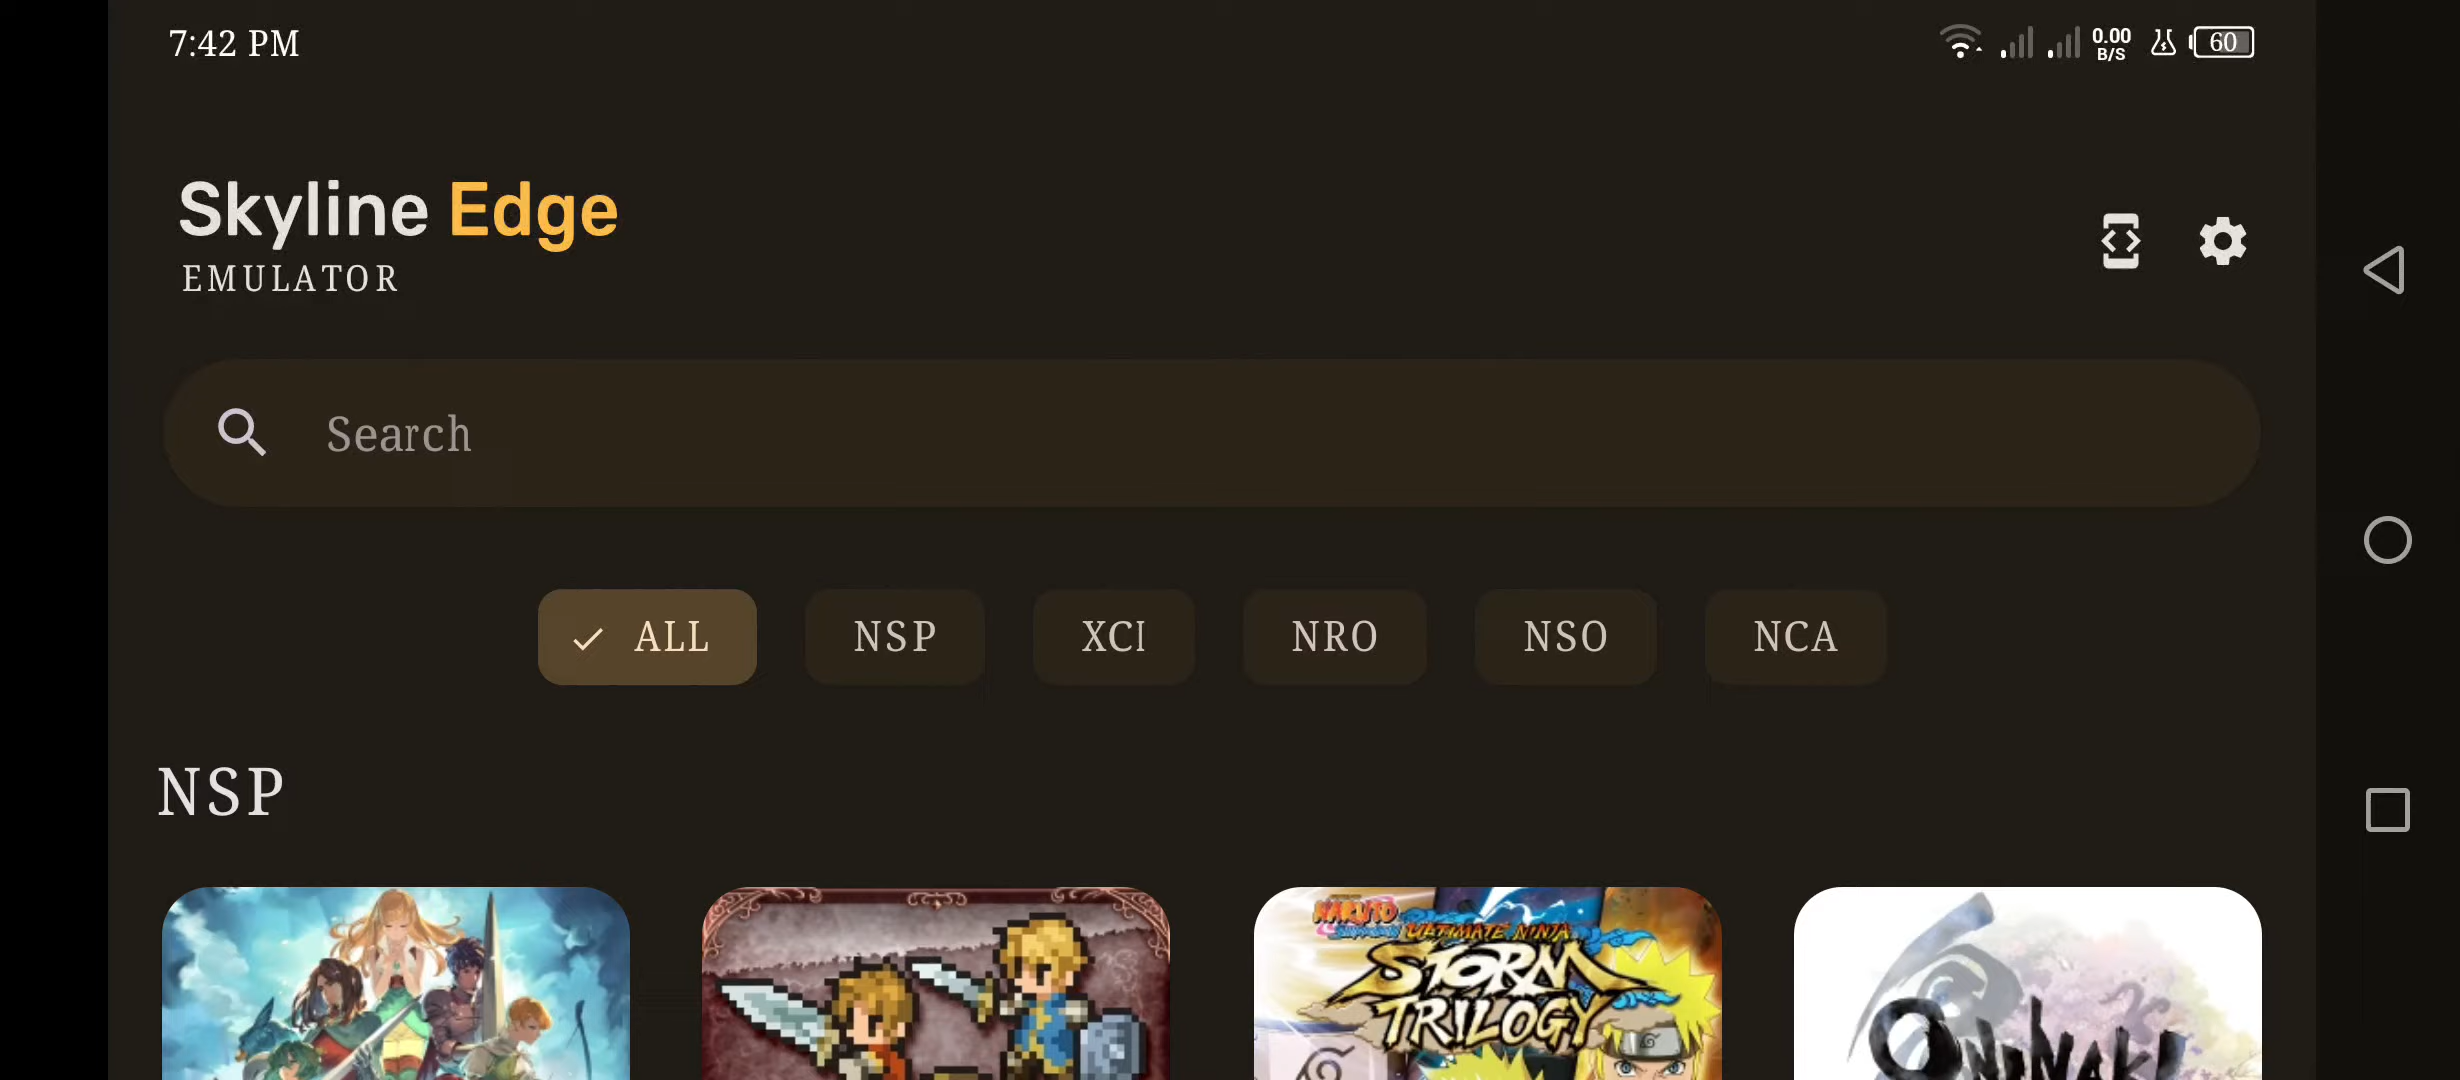 7:42 PM
0.00
B/S
60
Skyline Edge
EMULATOR
Search
ALL NSP XCI NRO NSO NCA
NSP
NARUTO
ULTIMATE NINJA
STORM
TRILOGY
ONINAKI